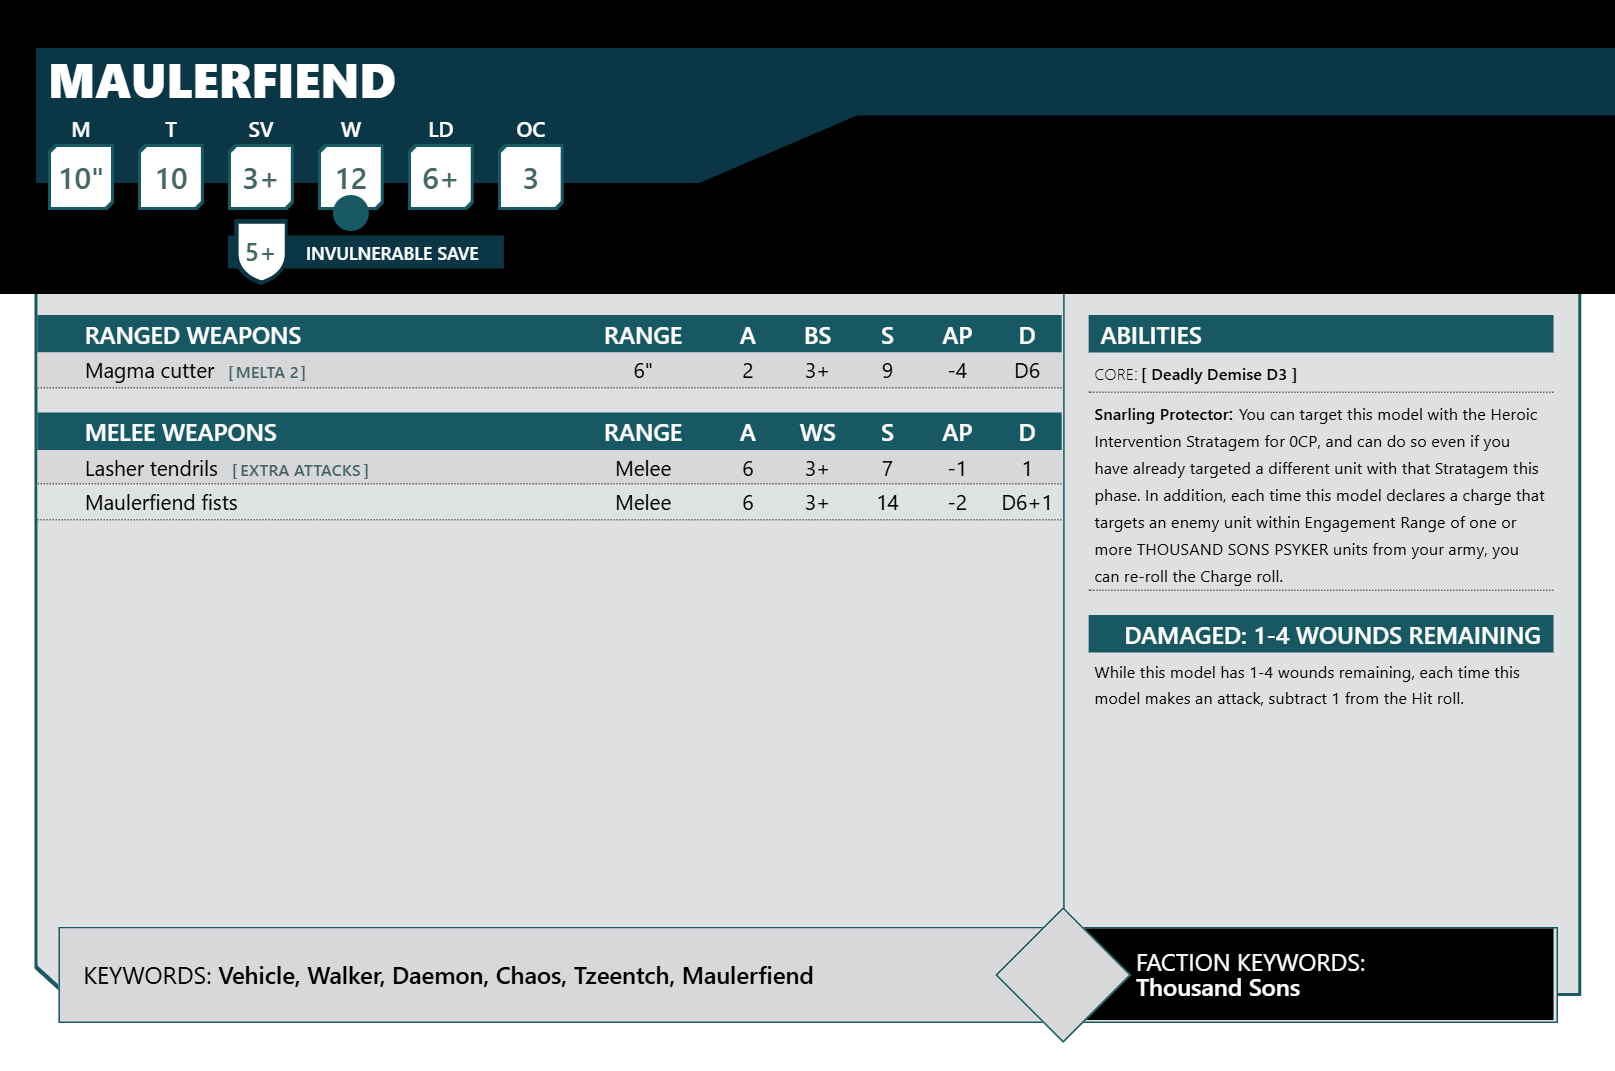 MAULERFIEND
M T SV W LD OC
10" 10 3+ 12 6+ 3
5+ INVULNERABLE SAVE
RANGED WEAPONS RANGE A BS S AP D
Magma cutter [MELTA 2] 6" 2 3+ 9 -4 D6
MELEE WEAPONS RANGE A WS S AP D
Lasher tendrils [EXTRA ATTACKS] Melee 6 3+ 7 -1 1
Maulerfiend fists Melee 6 3+ 14 -2 D6+1
ABILITIES
CORE: [ Deadly Demise D3 ]
Snarling Protector: You can target this model with the Heroic
Intervention Stratagem for 0CP, and can do so even if you
have already targeted a different unit with that Stratagem this
phase. In addition, each time this model declares a charge that
targets an enemy unit within Engagement Range of one or
more THOUSAND SONS PSYKER units from your army, you
can re-roll the Charge roll.
DAMAGED: 1-4 WOUNDS REMAINING
While this model has 1-4 wounds remaining, each time this
model makes an attack, subtract 1 from the Hit roll.
KEYWORDS: Vehicle, Walker, Daemon, Chaos, Tzeentch, Maulerfiend
FACTION KEYWORDS:
Thousand Sons